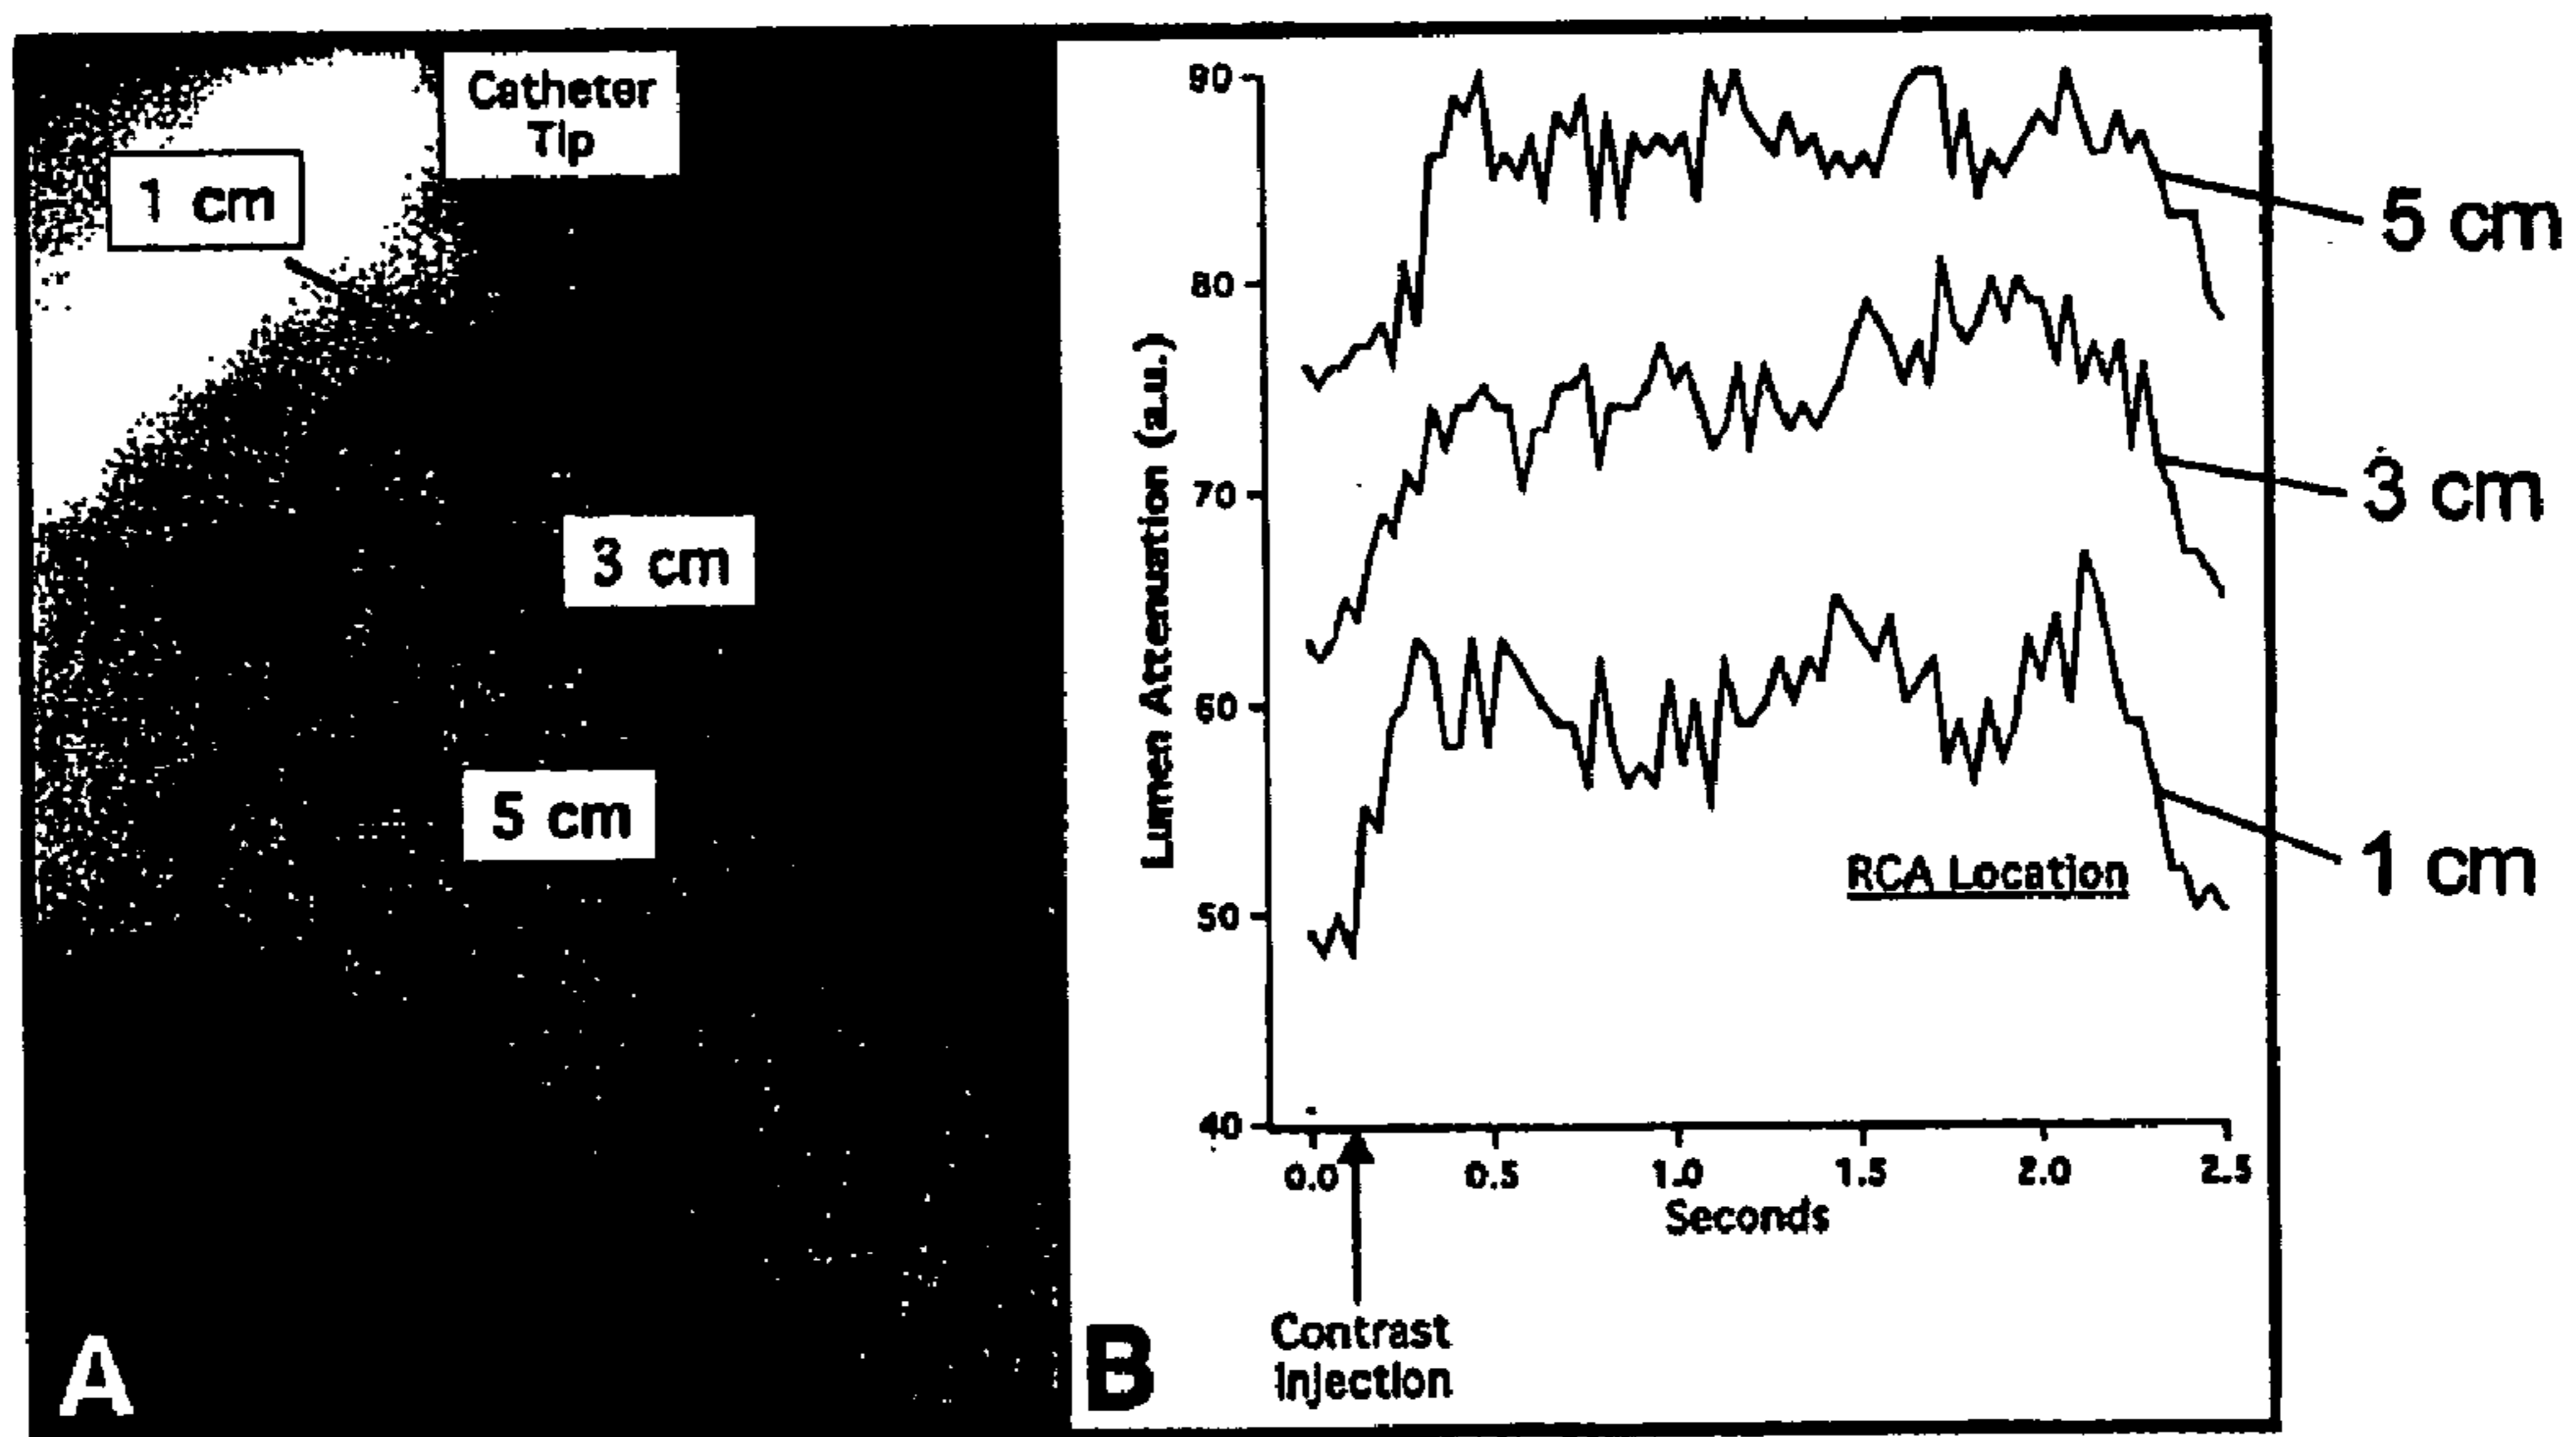 Catheter
Tip
1 cm
3 cm
5 cm
A
Lumen Attenuation (a.u.)
90
80
70
60
50
40
5 cm
3 cm
1 cm
RCA Location
0.0
0.5
1.0
1.5
2.0
2.5
Seconds
Contrast
Injection
B